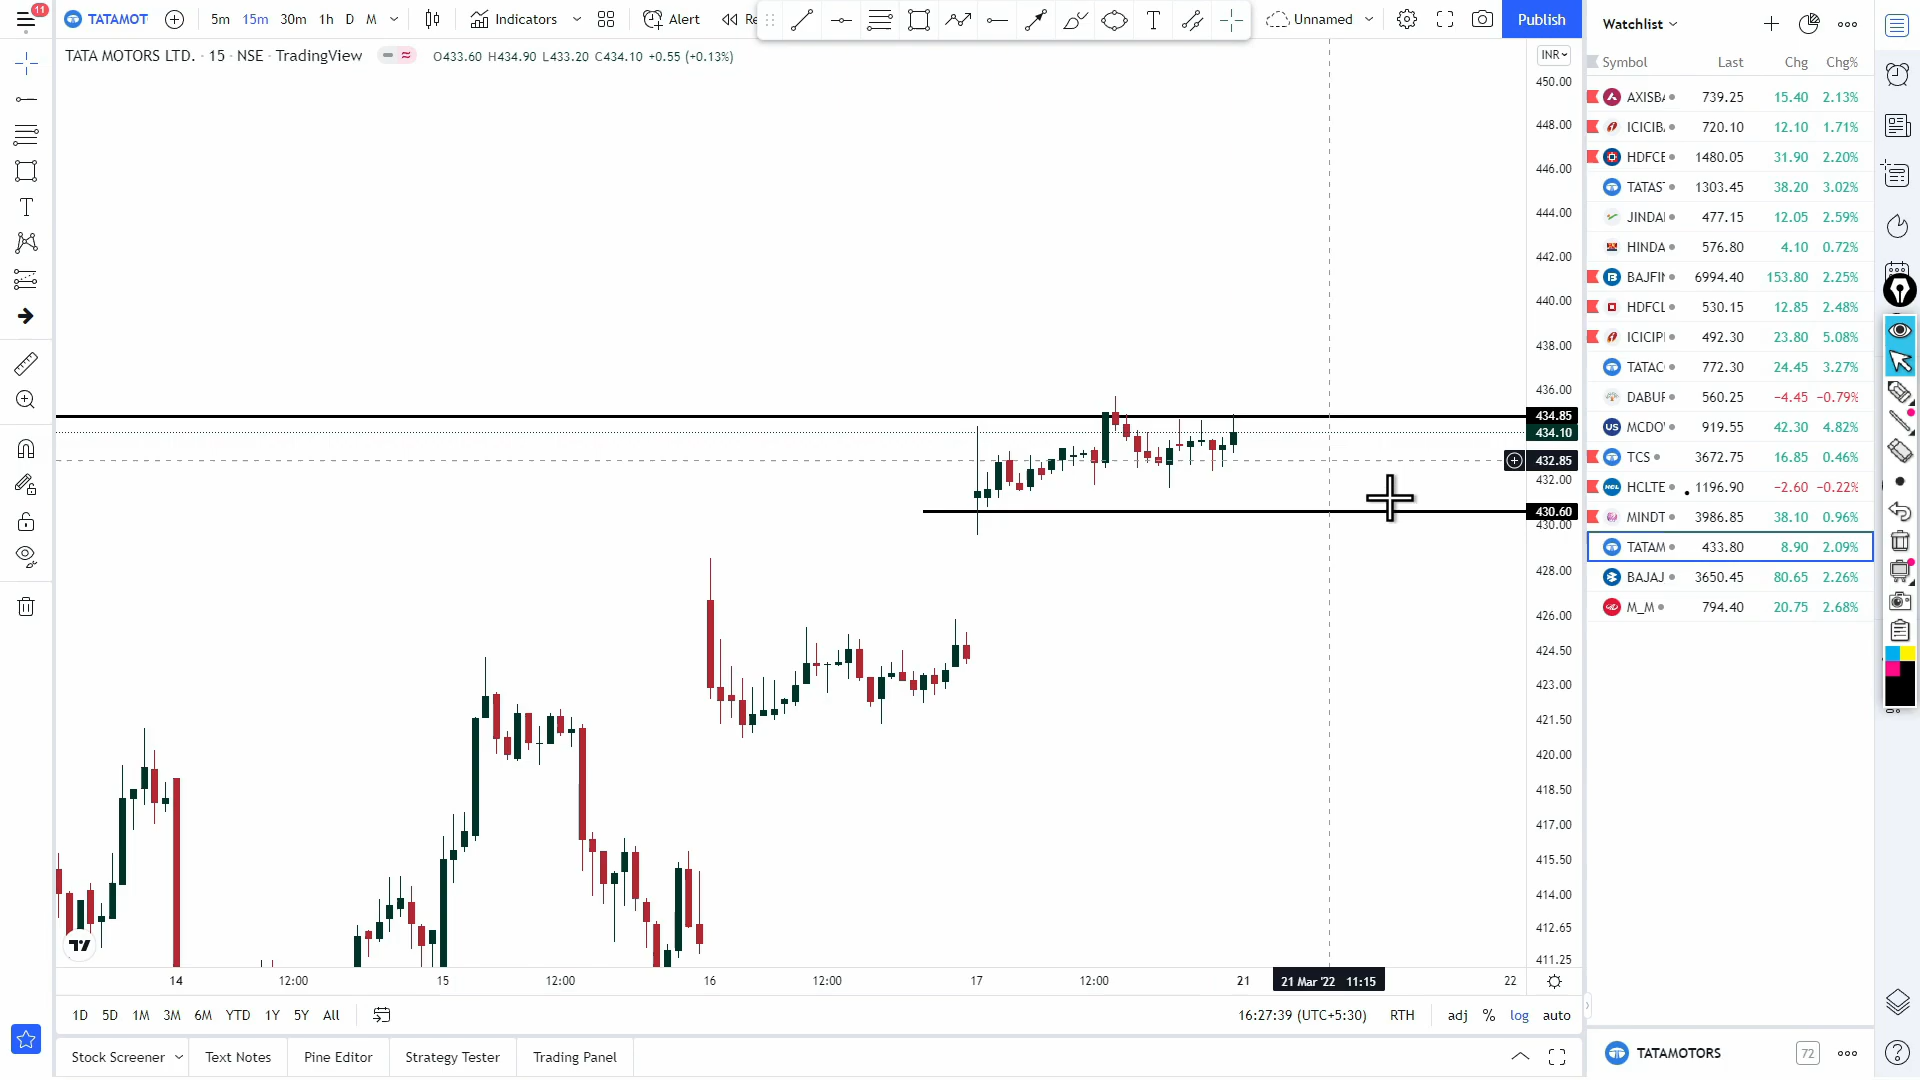 11
TATAMOT
5m 15m 30m 1h D M
Indicators
Alert
Re
Unnamed
Publish
TATA MOTORS LTD. · 15 · NSE · TradingView
O433.60 H434.90 L433.20 C434.10 +0.55 (+0.13%)
INR
450.00
448.00
446.00
444.00
442.00
440.00
438.00
436.00
434.85
434.10
432.85
432.00
430.60
430.00
428.00
426.00
424.50
423.00
421.50
420.00
418.50
417.00
415.50
414.00
412.65
411.25
14 12:00 15 12:00 16 12:00 17 12:00 21 21 Mar '22 11:15 22
1D 5D 1M 3M 6M YTD 1Y 5Y All
16:27:39 (UTC+5:30) RTH adj % log auto
Stock Screener Text Notes Pine Editor Strategy Tester Trading Panel
Watchlist
Symbol Last Chg Chg%
AXISBA 739.25 15.40 2.13%
ICICIB 720.10 12.10 1.71%
HDFCB 1480.05 31.90 2.20%
TATAS 1303.45 38.20 3.02%
JINDA 477.15 12.05 2.59%
HINDA 576.80 4.10 0.72%
BAJFI 6994.40 153.80 2.25%
HDFCL 530.15 12.85 2.48%
ICICIP 492.30 23.80 5.08%
TATAC 772.30 24.45 3.27%
DABUR 560.25 −4.45 −0.79%
MCDO 919.55 42.30 4.82%
TCS 3672.75 16.85 0.46%
HCLTE 1196.90 −2.60 −0.22%
MINDT 3986.85 38.10 0.96%
TATAM 433.80 8.90 2.09%
BAJAJ 3650.45 80.65 2.26%
M_M 794.40 20.75 2.68%
TATAMOTORS 72